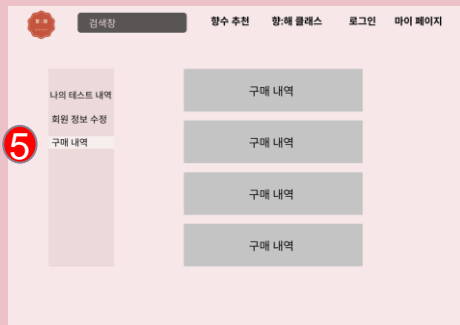 검색창
향수 추천
향:해 클래스
로그인
마이 페이지
나의 테스트 내역
회원 정보 수정
구매 내역
5
구매 내역
구매 내역
구매 내역
구매 내역